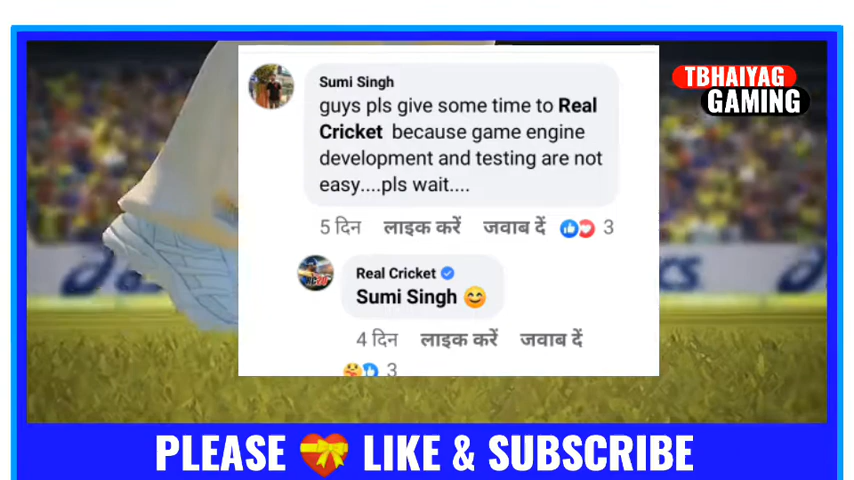 TBHAIYAG
GAMING
Sumi Singh
guys pls give some time to Real
Cricket because game engine
development and testing are not
easy....pls wait....
5 दिन लाइक करें जवाब दें 3
Real Cricket
Sumi Singh 😊
4 दिन लाइक करें जवाब दें
3
PLEASE 💝 LIKE & SUBSCRIBE